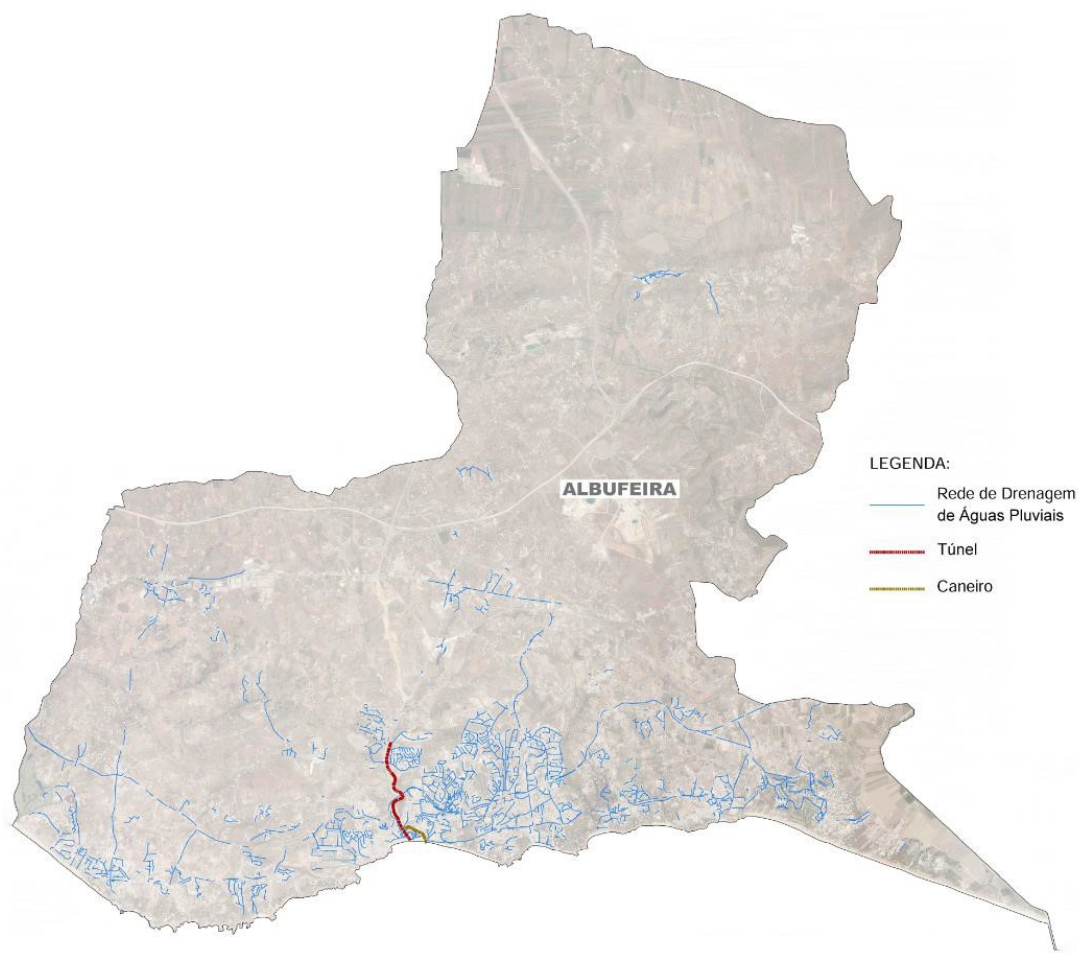 ALBUFEIRA
LEGENDA:
Rede de Drenagem
de Águas Pluviais
Túnel
Caneiro